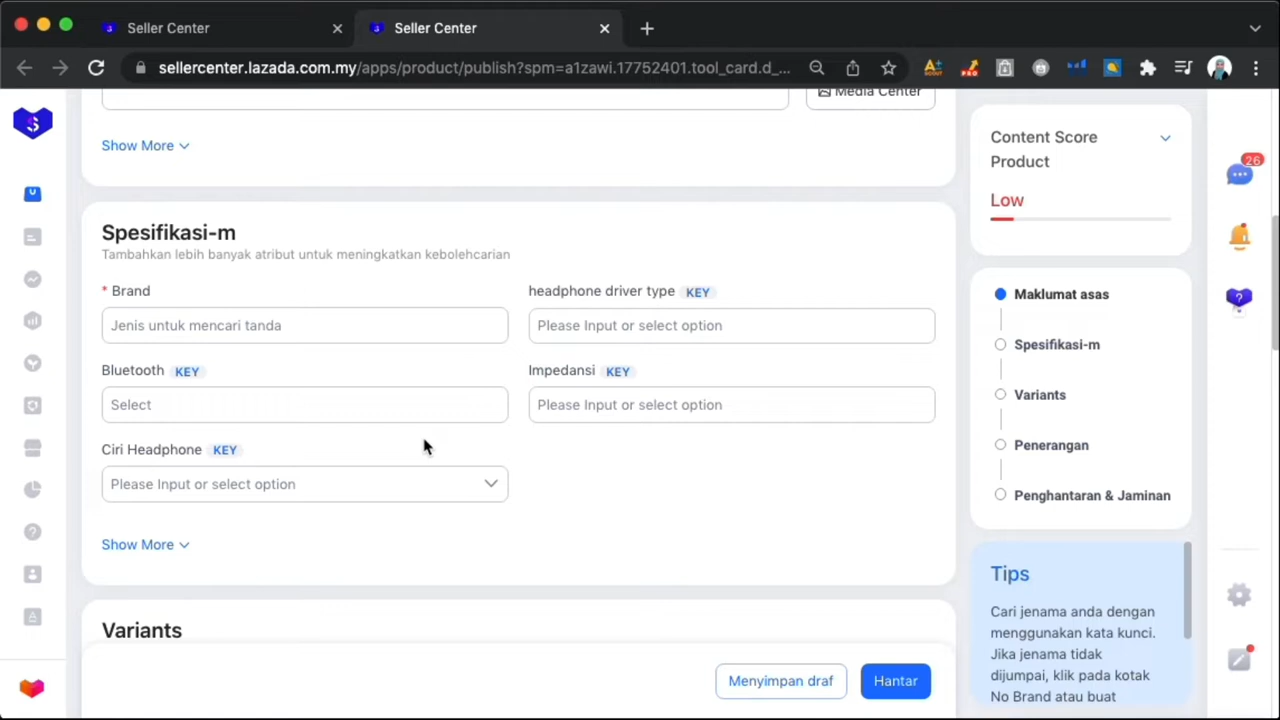 Seller Center
Seller Center
sellercenter.lazada.com.my/apps/product/publish?spm=a1zawi.17752401.tool_card.d_...
Media Center
Show More
Spesifikasi-m
Tambahkan lebih banyak atribut untuk meningkatkan kebolehcarian
* Brand
headphone driver type KEY
Jenis untuk mencari tanda
Please Input or select option
Bluetooth KEY
Impedansi KEY
Select
Please Input or select option
Ciri Headphone KEY
Please Input or select option
Show More
Variants
Menyimpan draf
Hantar
Content Score
Product
Low
Maklumat asas
Spesifikasi-m
Variants
Penerangan
Penghantaran & Jaminan
Tips
Cari jenama anda dengan
menggunakan kata kunci.
Jika jenama tidak
dijumpai, klik pada kotak
No Brand atau buat
26